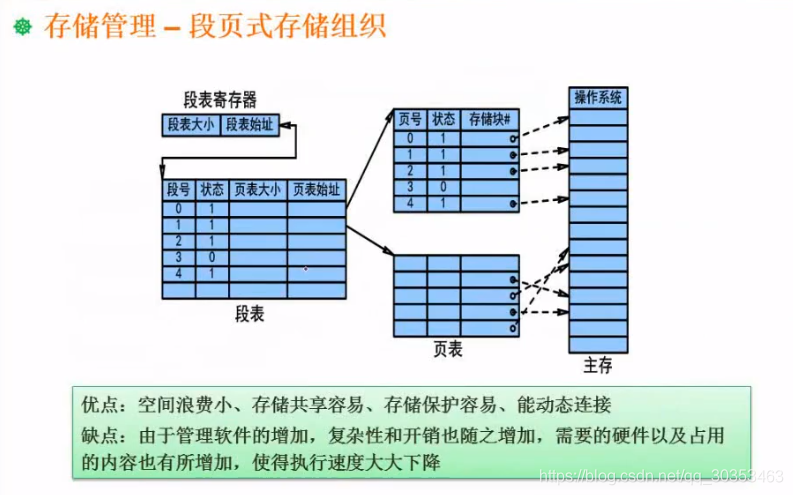 存储管理 – 段页式存储组织
段表寄存器
段表大小 段表始址
段号 状态 页表大小 页表始址
0 1
1 1
2 1
3 0
4 1
段表
页号 状态 存储块#
0 1
1 1
2 1
3 0
4 1
页表
操作系统
主存
优点：空间浪费小、存储共享容易、存储保护容易、能动态连接
缺点：由于管理软件的增加，复杂性和开销也随之增加，需要的硬件以及占用
的内容也有所增加，使得执行速度大大下降
https://blog.csdn.net/qq_30353463